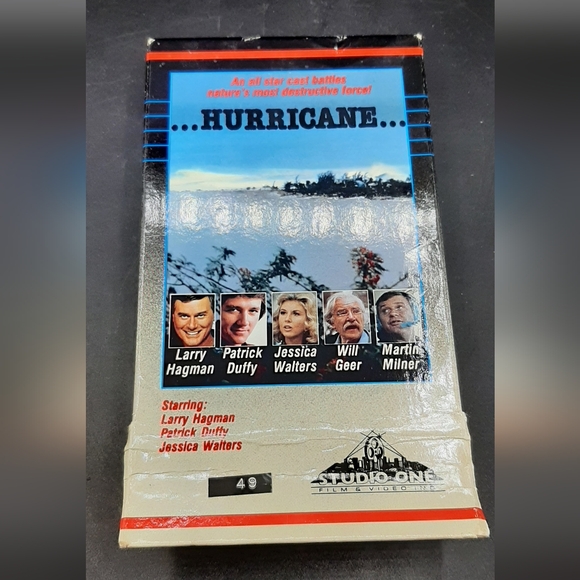 An all star cast battles
nature's most destructive force!
...HURRICANE...
Larry Hagman
Patrick Duffy
Jessica Walters
Will Geer
Martin Milner
Starring:
Larry Hagman
Patrick Duffy
Jessica Walters
49
STUDIO ONE
FILM & VIDEO INC